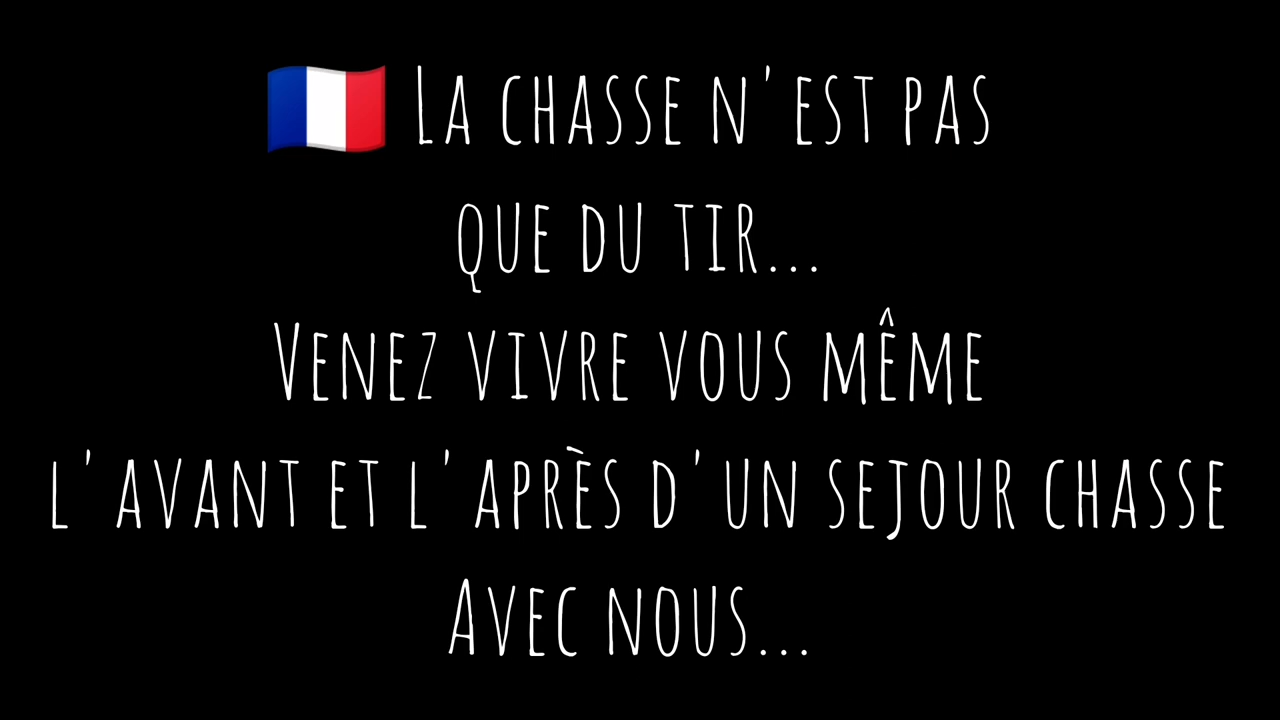 🇫🇷 La chasse n'est pas
que du tir...
Venez vivre vous même
l'avant et l'après d'un sejour chasse
Avec nous...